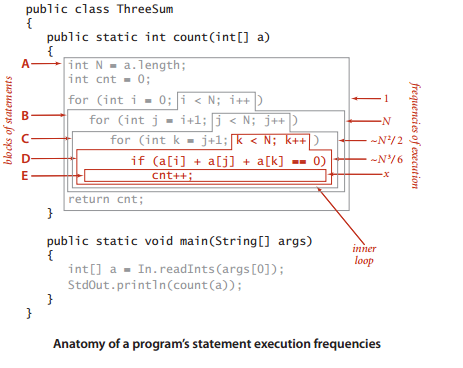 public class ThreeSum
{
public static int count(int[] a)
{
A
int N = a.length;
int cnt = 0;
for (int i = 0; i < N; i++)
1
B
for (int j = i+1; j < N; j++)
N
C
for (int k = j+1; k < N; k++)
~N²/2
D
if (a[i] + a[j] + a[k] == 0)
~N³/6
E
cnt++;
x
return cnt;
}
blocks of statements
frequencies of execution
inner
loop
public static void main(String[] args)
{
int[] a = In.readInts(args[0]);
StdOut.println(count(a));
}
}
Anatomy of a program's statement execution frequencies